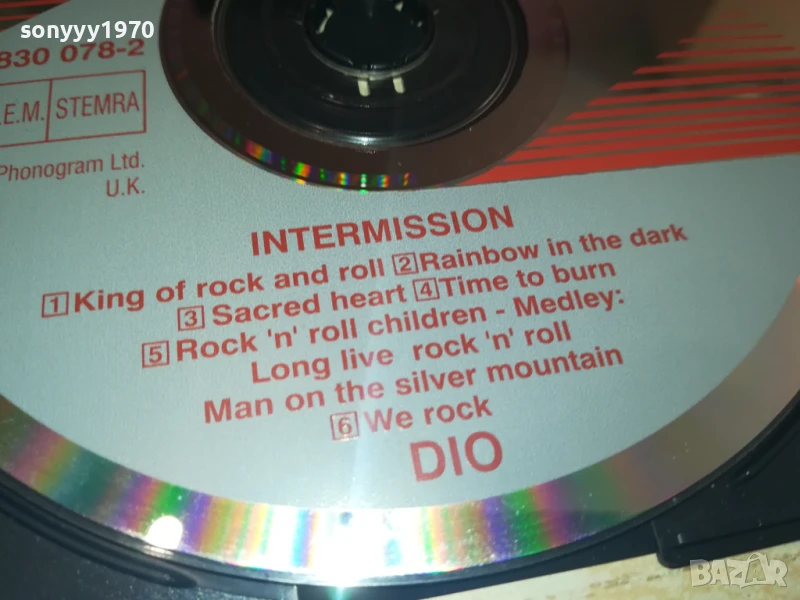 sonyyy1970
830 078-2
.E.M. STEMRA
Phonogram Ltd.
U.K.
INTERMISSION
1 King of rock and roll 2 Rainbow in the dark
3 Sacred heart 4 Time to burn
5 Rock 'n' roll children - Medley:
Long live rock 'n' roll
Man on the silver mountain
6 We rock
DIO
BAZAR